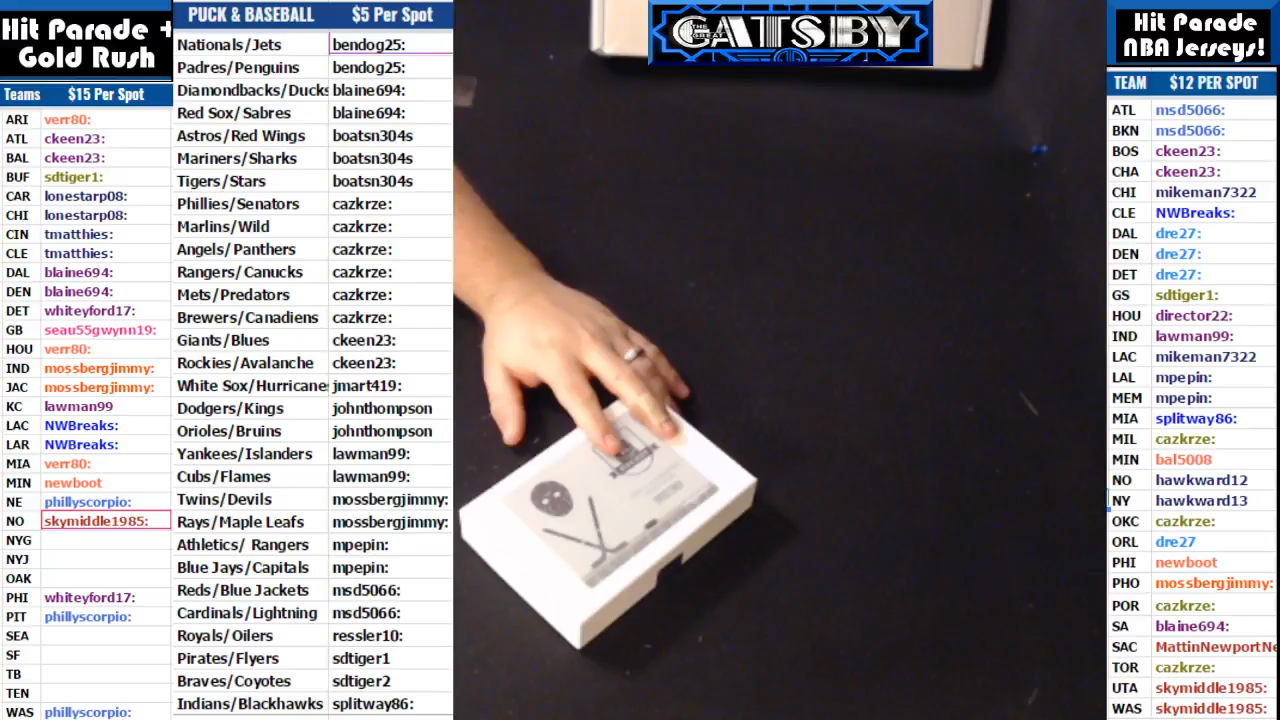 Hit Parade +
Gold Rush
Teams $15 Per Spot
ARI verr80:
ATL ckeen23:
BAL ckeen23:
BUF sdtiger1:
CAR lonestarp08:
CHI lonestarp08:
CIN tmatthies:
CLE tmatthies:
DAL blaine694:
DEN blaine694:
DET whiteyford17:
GB seau55gwynn19:
HOU verr80:
IND mossbergjimmy:
JAC mossbergjimmy:
KC lawman99
LAC NWBreaks:
LAR NWBreaks:
MIA verr80:
MIN newboot
NE phillyscorpio:
NO skymiddle1985:
NYG
NYJ
OAK
PHI whiteyford17:
PIT phillyscorpio:
SEA
SF
TB
TEN
WAS phillyscorpio:
PUCK & BASEBALL $5 Per Spot
Nationals/Jets bendog25:
Padres/Penguins bendog25:
Diamondbacks/Ducks blaine694:
Red Sox/Sabres blaine694:
Astros/Red Wings boatsn304s
Mariners/Sharks boatsn304s
Tigers/Stars boatsn304s
Phillies/Senators cazkrze:
Marlins/Wild cazkrze:
Angels/Panthers cazkrze:
Rangers/Canucks cazkrze:
Mets/Predators cazkrze:
Brewers/Canadiens cazkrze:
Giants/Blues ckeen23:
Rockies/Avalanche ckeen23:
White Sox/Hurricane jmart419:
Dodgers/Kings johnthompson
Orioles/Bruins johnthompson
Yankees/Islanders lawman99:
Cubs/Flames lawman99:
Twins/Devils mossbergjimmy:
Rays/Maple Leafs mossbergjimmy:
Athletics/ Rangers mpepin:
Blue Jays/Capitals mpepin:
Reds/Blue Jackets msd5066:
Cardinals/Lightning msd5066:
Royals/Oilers ressler10:
Pirates/Flyers sdtiger1
Braves/Coyotes sdtiger2
Indians/Blackhawks splitway86:
THE GREAT
GATSBY
Hit Parade
NBA Jerseys!
TEAM $12 PER SPOT
ATL msd5066:
BKN msd5066:
BOS ckeen23:
CHA ckeen23:
CHI mikeman7322
CLE NWBreaks:
DAL dre27:
DEN dre27:
DET dre27:
GS sdtiger1:
HOU director22:
IND lawman99:
LAC mikeman7322
LAL mpepin:
MEM mpepin:
MIA splitway86:
MIL cazkrze:
MIN bal5008
NO hawkward12
NY hawkward13
OKC cazkrze:
ORL dre27
PHI newboot
PHO mossbergjimmy:
POR cazkrze:
SA blaine694:
SAC MattinNewportNe
TOR cazkrze:
UTA skymiddle1985:
WAS skymiddle1985: